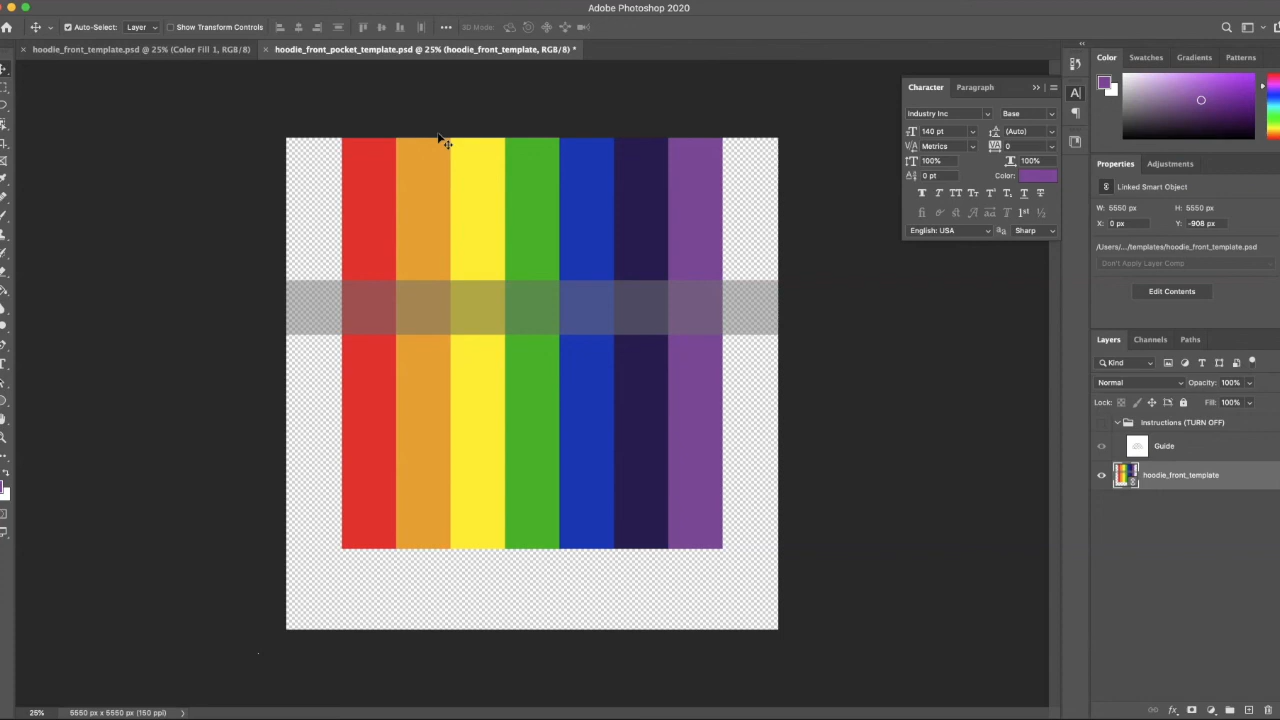 Adobe Photoshop 2020
Auto-Select: Layer Show Transform Controls 3D Mode:
hoodie_front_template.psd @ 25% (Color Fill 1, RGB/8) hoodie_front_pocket_template.psd @ 25% (hoodie_front_template, RGB/8) *
Color Swatches Gradients Patterns
Character Paragraph
Industry Inc Base
140 pt (Auto)
Metrics 0
100% 100%
0 pt Color:
English: USA Sharp
Properties Adjustments
Linked Smart Object
W: 5550 px H: 5550 px
X: 0 px Y: -908 px
/Users/.../templates/hoodie_front_template.psd
Don't Apply Layer Comp
Edit Contents
Layers Channels Paths
Kind
Normal Opacity: 100%
Lock: Fill: 100%
Instructions (TURN OFF)
Guide
hoodie_front_template
25% 5550 px x 5550 px (150 ppi)